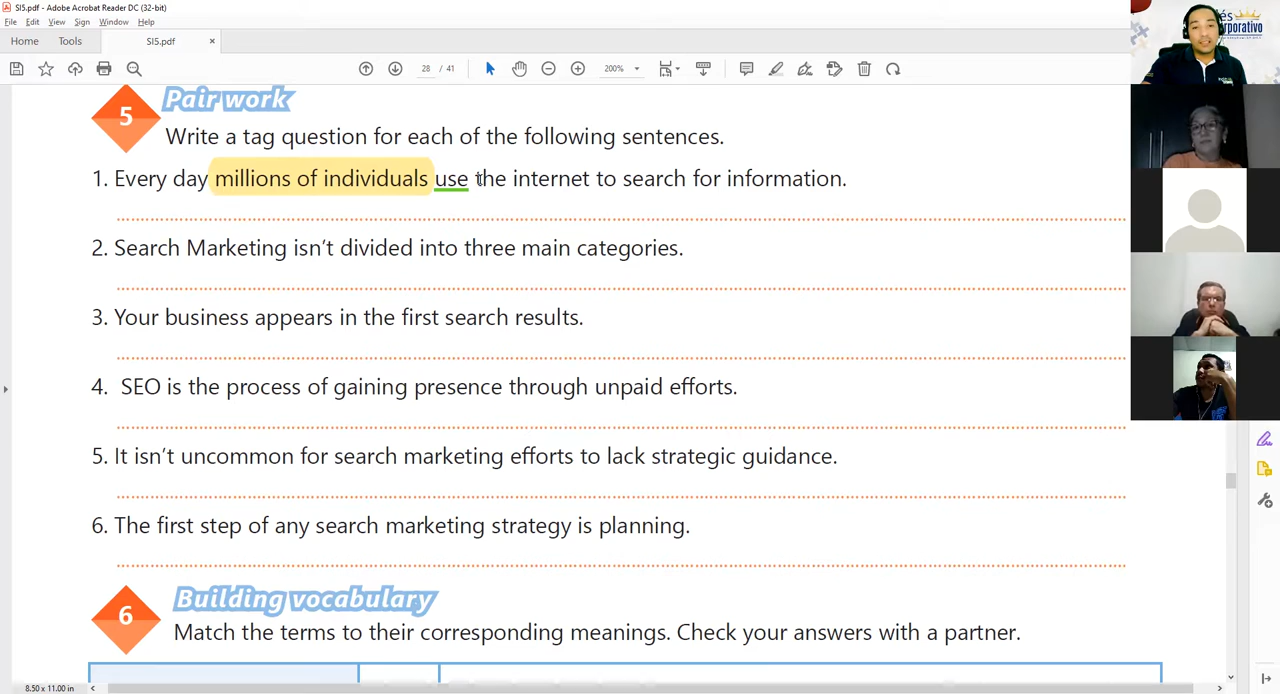 SI5.pdf - Adobe Acrobat Reader DC (32-bit)
File Edit View Sign Window Help
Home Tools SI5.pdf ×
28 / 41 200%
5 Pair work
Write a tag question for each of the following sentences.
1. Every day millions of individuals use the internet to search for information.
2. Search Marketing isn't divided into three main categories.
3. Your business appears in the first search results.
4. SEO is the process of gaining presence through unpaid efforts.
5. It isn't uncommon for search marketing efforts to lack strategic guidance.
6. The first step of any search marketing strategy is planning.
6 Building vocabulary
Match the terms to their corresponding meanings. Check your answers with a partner.
8.50 x 11.00 in